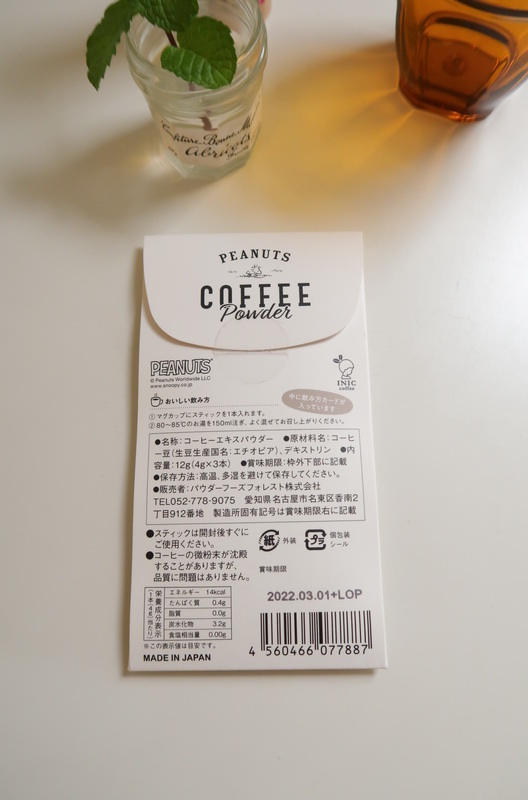 Confiture Bonne Maman
Abricots
PEANUTS
COFFEE
Powder
PEANUTS
© Peanuts Worldwide LLC
www.snoopy.co.jp
INIC
coffee
おいしい飲み方
中に飲み方カードが
入っています
①マグカップにスティックを1本入れます。
②80～85℃のお湯を150ml注ぎ、よく混ぜてお召し上がりください。
●名称：コーヒーエキスパウダー ●原材料名：コーヒ
ー豆（生豆生産国名：エチオピア）、デキストリン ●内
容量：12g（4g×3本） ●賞味期限：枠外下部に記載
●保存方法：高温、多湿を避けて保存してください。
●販売者：パウダーフーズフォレスト株式会社
TEL052-778-9075 愛知県名古屋市名東区香南2
丁目912番地 製造所固有記号は賞味期限右に記載
●スティックは開封後すぐに
ご使用ください。
●コーヒーの微粉末が沈殿
することがありますが、
品質に問題はありません。
紙 外装
プラ 個包装
シール
賞味期限
2022.03.01+LOP
栄養成分表示
（1本（4g）当たり）
エネルギー 14kcal
たんぱく質 0.4g
脂質 0.0g
炭水化物 3.2g
食塩相当量 0.00g
※この表示値は目安です。
MADE IN JAPAN
4 560466 077887